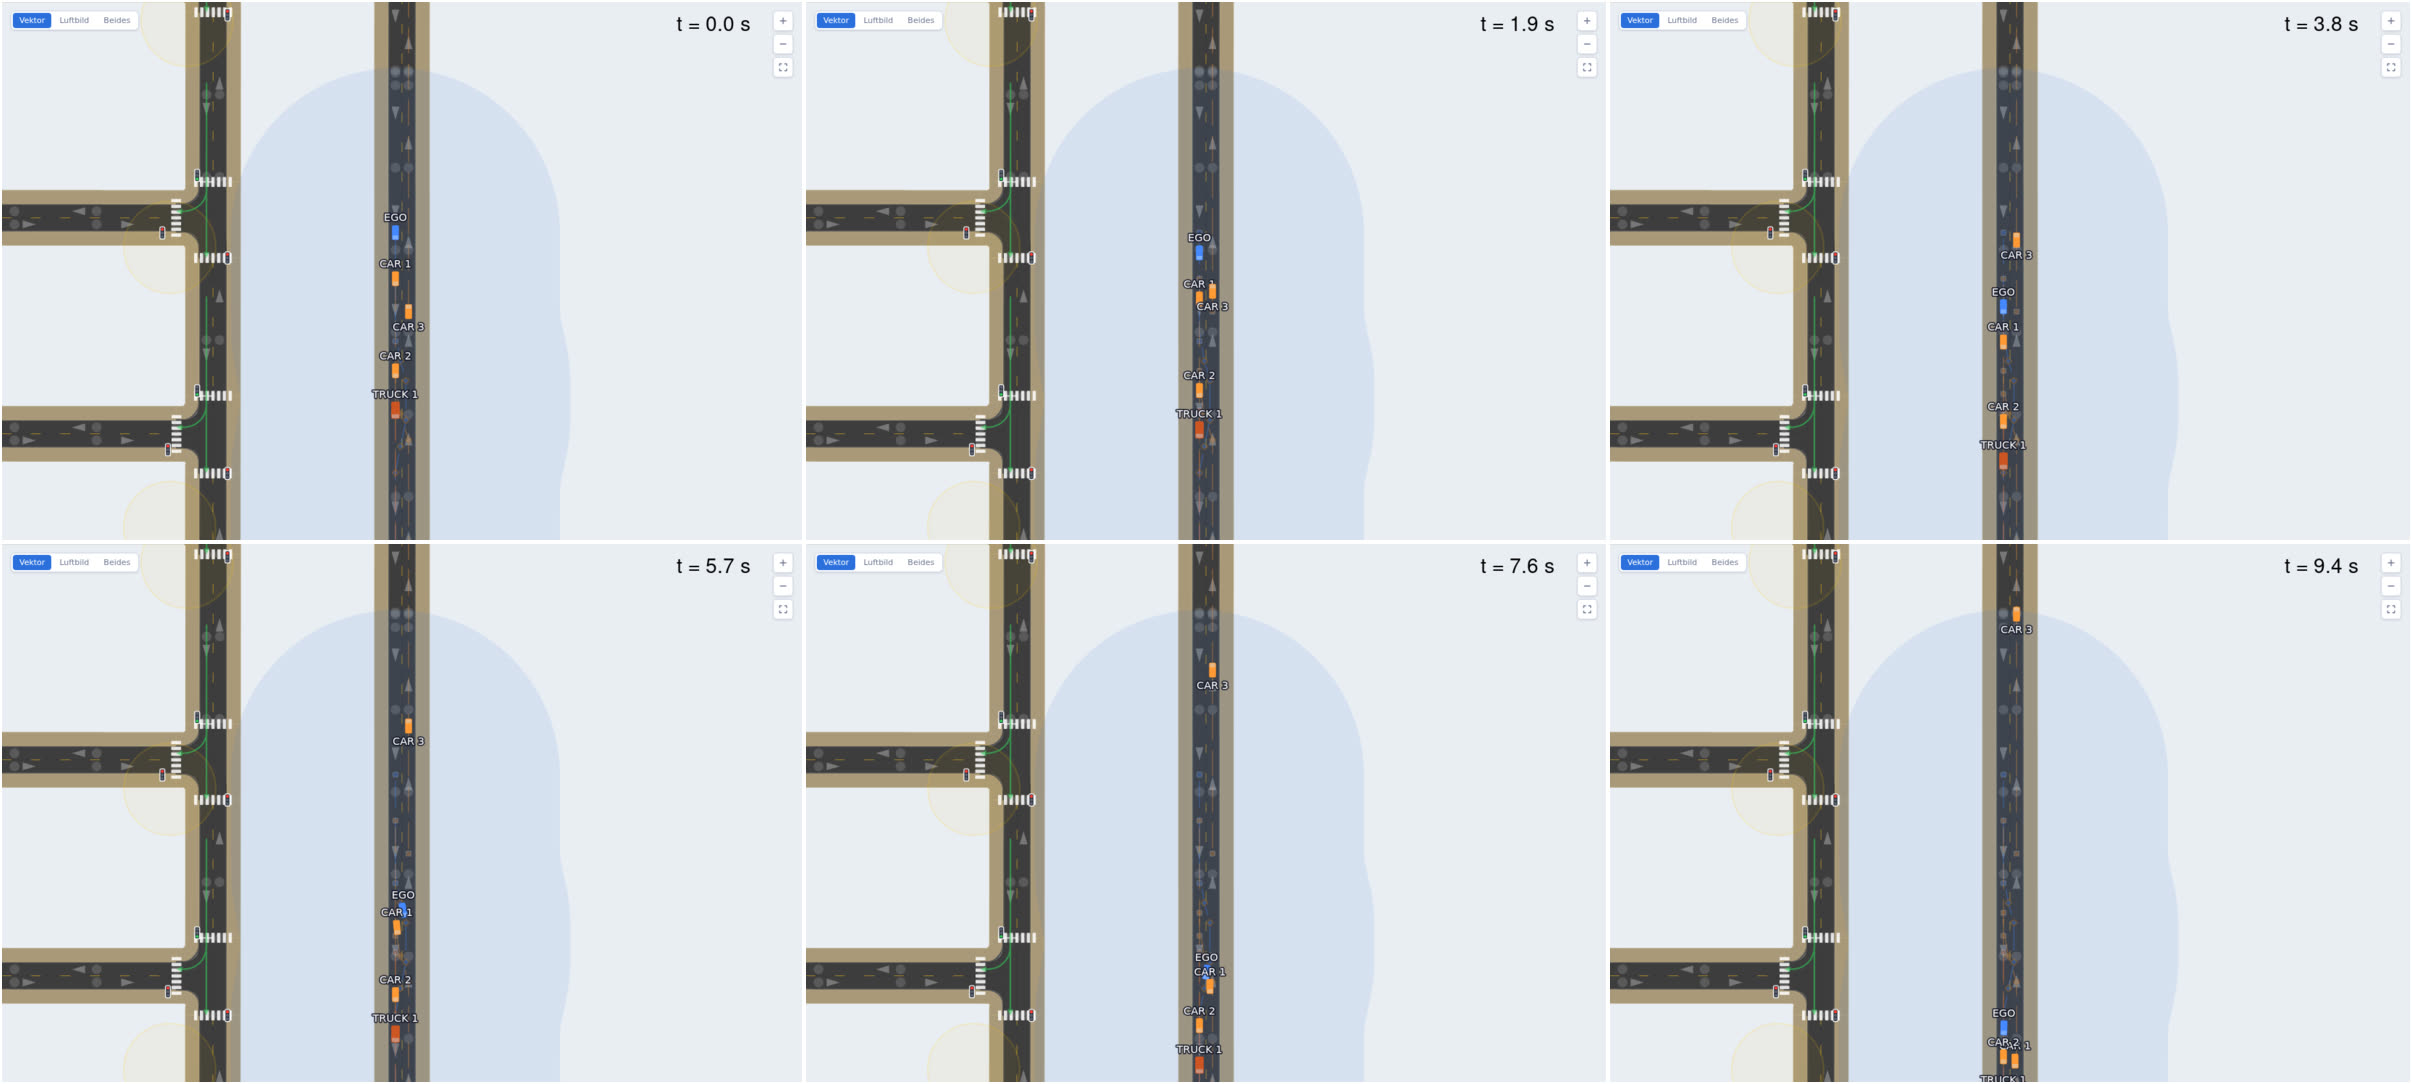 Vektor Luftbild Beides t = 0.0 s +
−
EGO
CAR 1
CAR 3
CAR 2
TRUCK 1
Vektor Luftbild Beides t = 1.9 s +
−
EGO
CAR 1
CAR 3
CAR 2
TRUCK 1
Vektor Luftbild Beides t = 3.8 s +
−
CAR 3
EGO
CAR 1
CAR 2
TRUCK 1
Vektor Luftbild Beides t = 5.7 s +
−
CAR 3
EGO
CAR 1
CAR 2
TRUCK 1
Vektor Luftbild Beides t = 7.6 s +
−
CAR 3
EGO
CAR 1
CAR 2
TRUCK 1
Vektor Luftbild Beides t = 9.4 s +
−
CAR 3
EGO
CAR 2
TRUCK 1